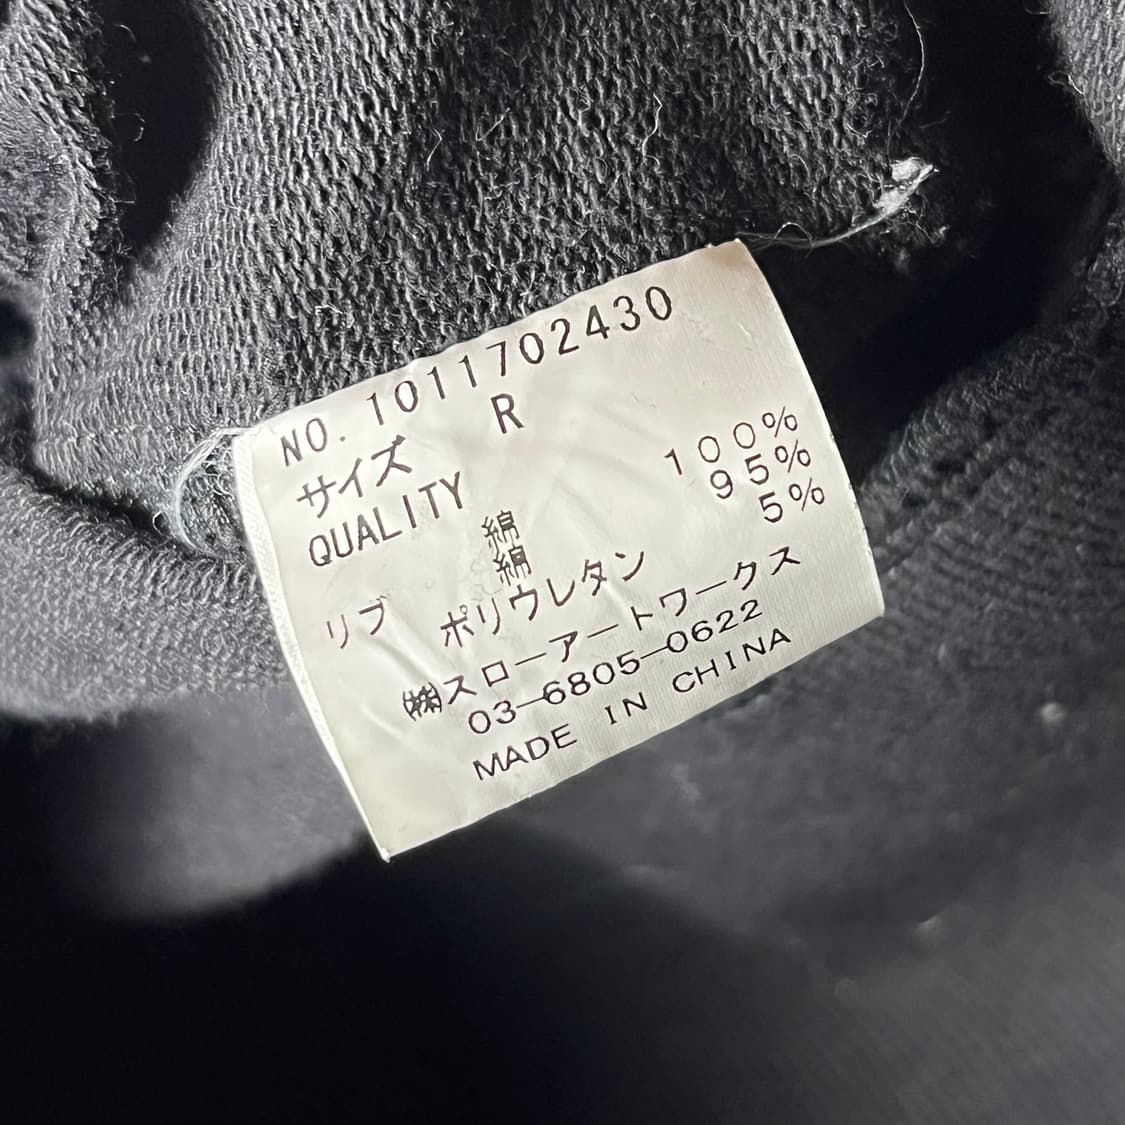 NO. 1011702430
サイズ R
QUALITY
綿 100%
リブ 綿 95%
ポリウレタン 5%
㈱スローアートワークス
03-6805-0622
MADE IN CHINA